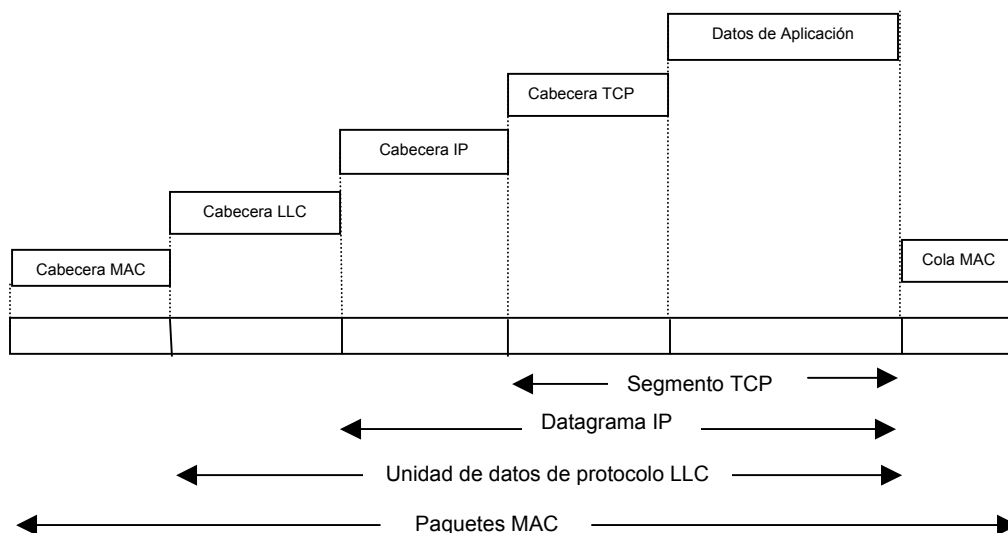 Datos de Aplicación
Cabecera TCP
Cabecera IP
Cabecera LLC
Cabecera MAC
Cola MAC
Segmento TCP
Datagrama IP
Unidad de datos de protocolo LLC
Paquetes MAC